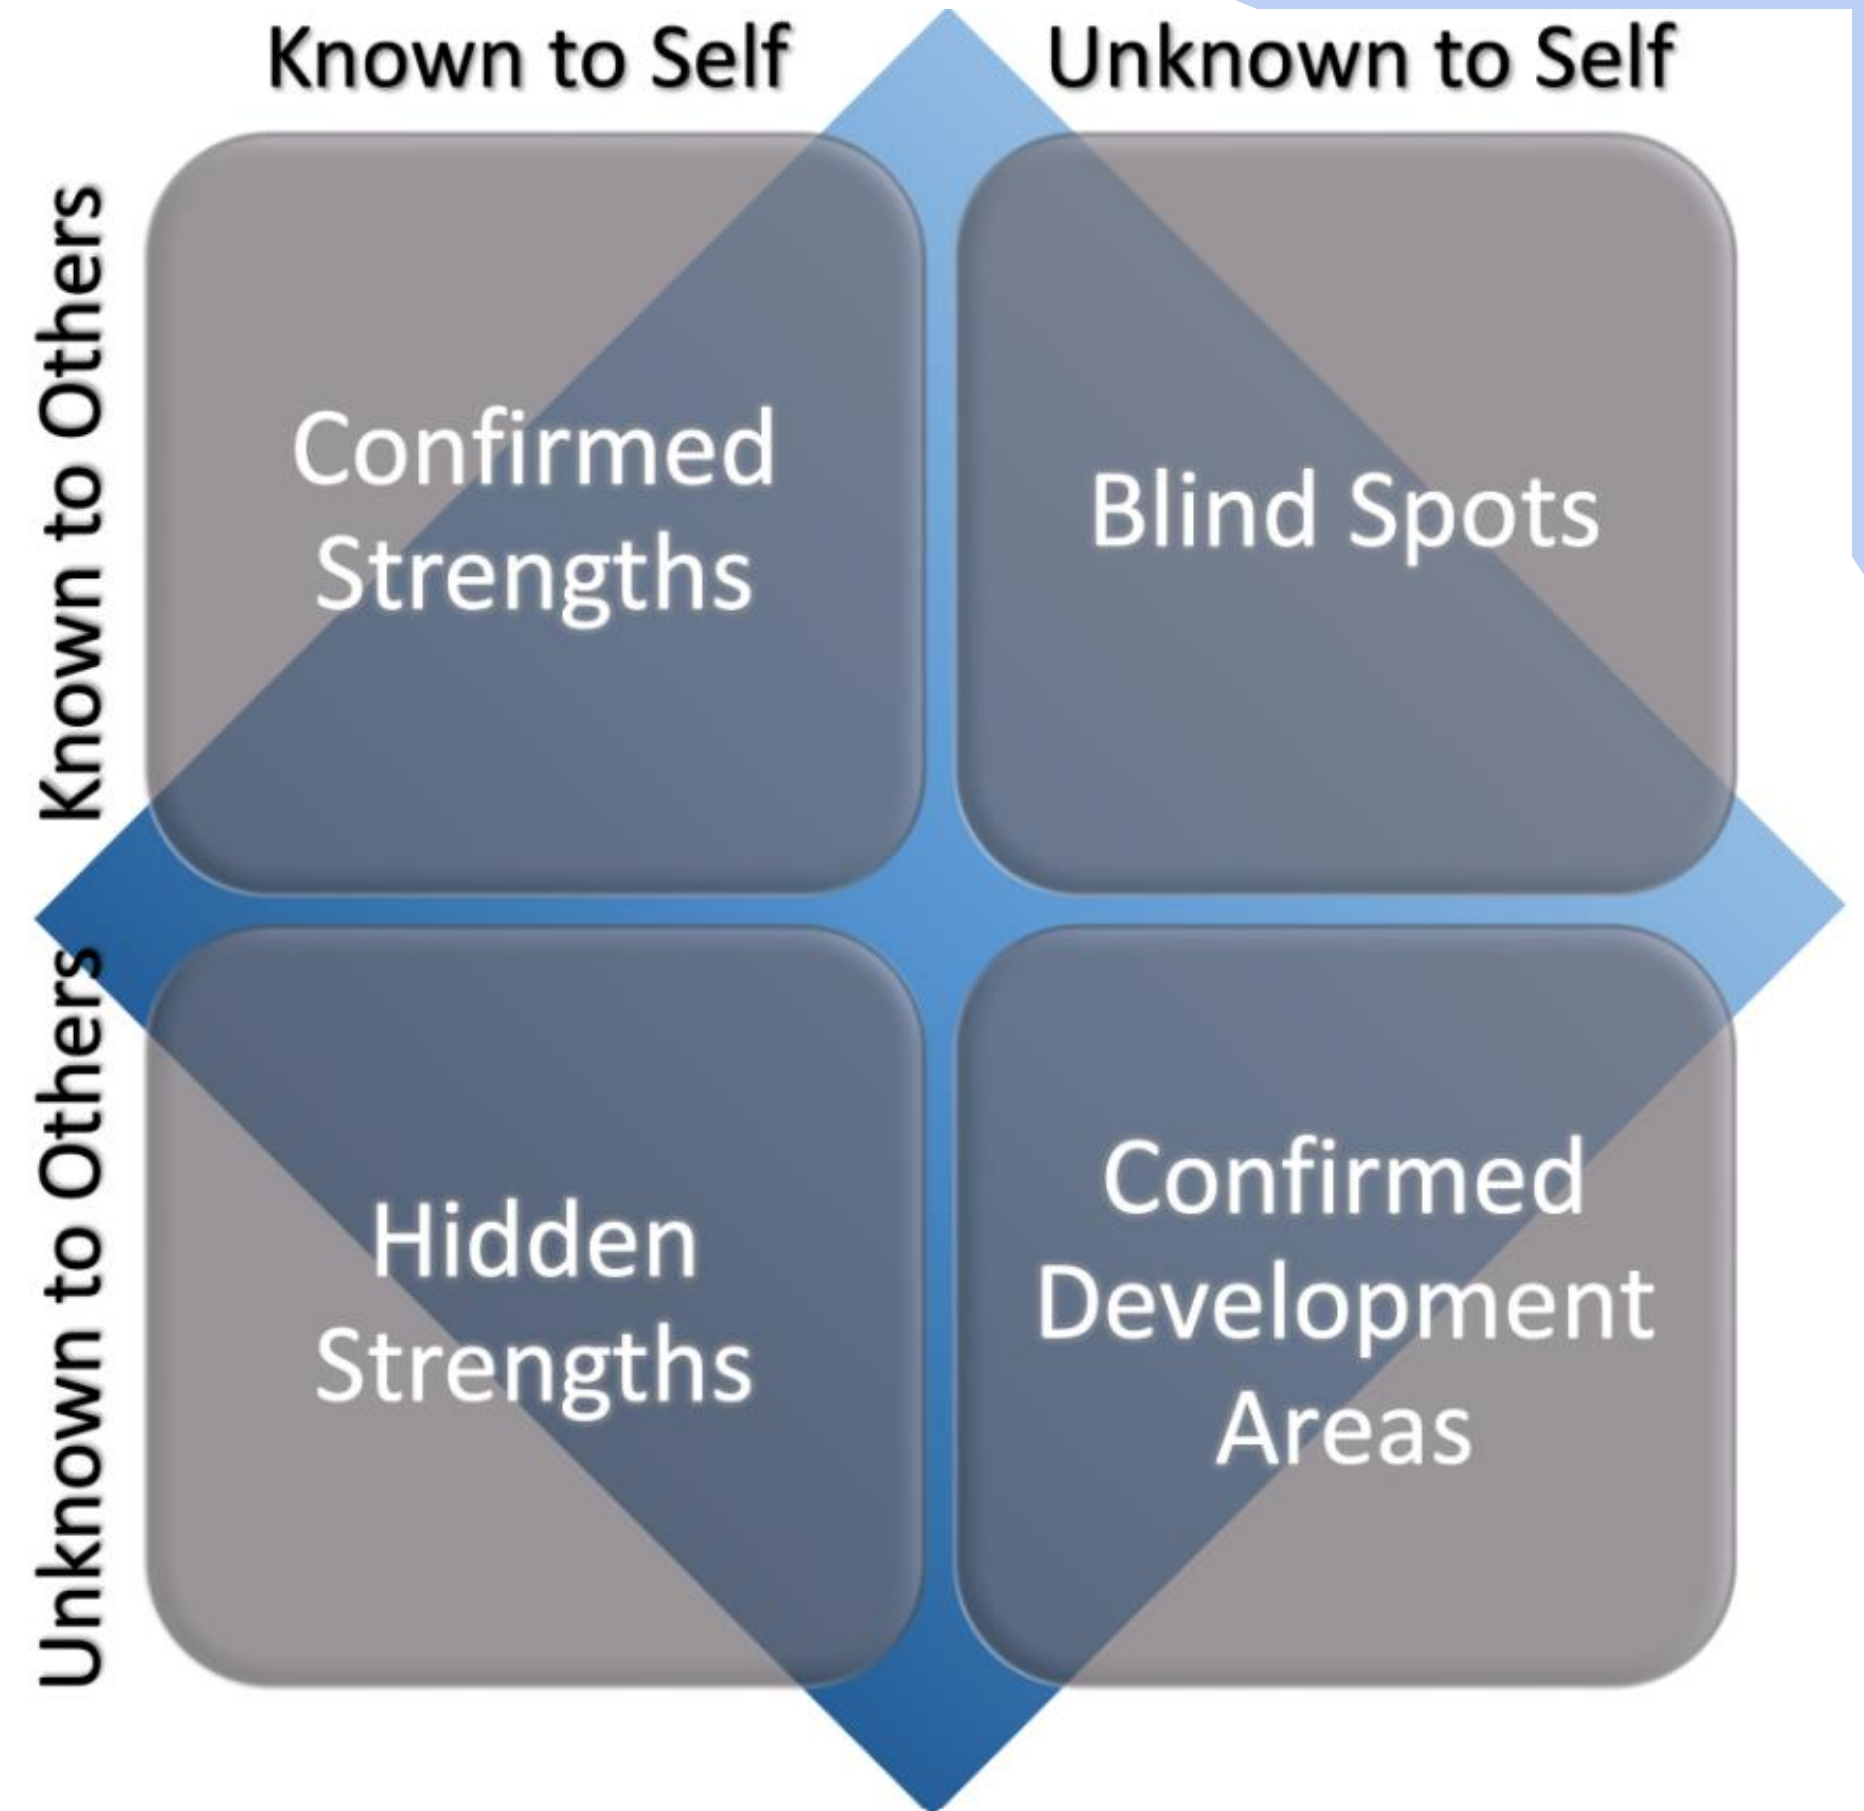 Known to Self
Unknown to Self
Known to Others
Confirmed
Strengths
Blind Spots
Unknown to Others
Hidden
Strengths
Confirmed
Development
Areas